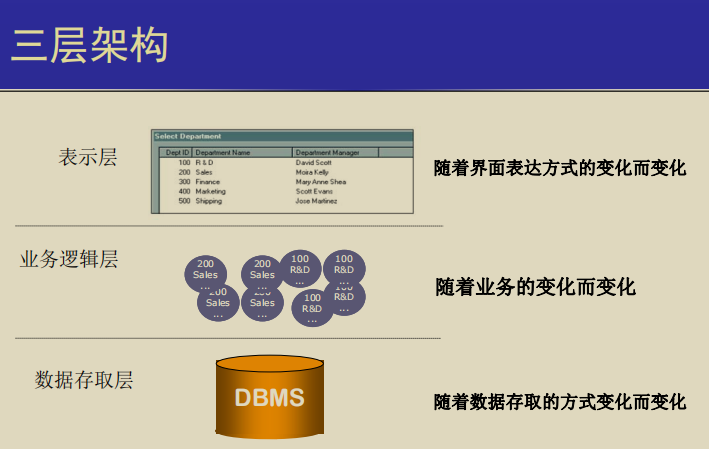 三层架构
表示层
Select Department
Dept ID Department Name Department Manager
100 R & D David Scott
200 Sales Moira Kelly
300 Finance Mary Anne Shea
400 Marketing Scott Evans
500 Shipping Jose Martinez
随着界面表达方式的变化而变化
业务逻辑层
200
Sales
...
200
Sales
...
100
R&D
...
100
R&D
...
200
Sales
...
Sales
...
100
R&D
...
R&D
...
随着业务的变化而变化
数据存取层
DBMS
随着数据存取的方式变化而变化